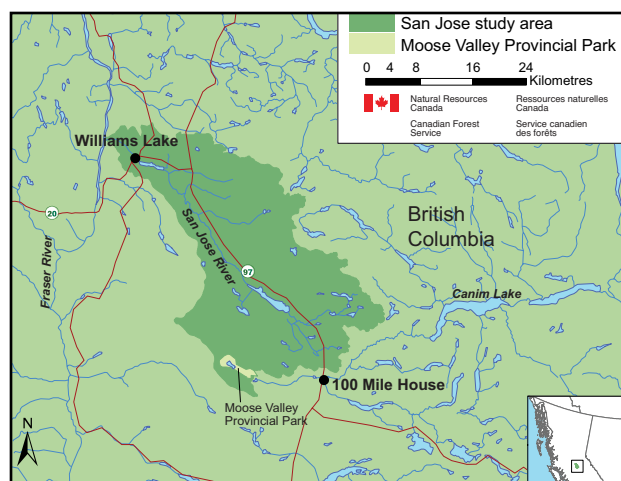 San Jose study area
Moose Valley Provincial Park
0 4 8 16 24
Kilometres
Natural Resources
Canada
Ressources naturelles
Canada
Canadian Forest
Service
Service canadien
des forêts
Williams Lake
British
Columbia
20
Fraser River
San Jose River
97
Canim Lake
100 Mile House
Moose Valley
Provincial Park
N